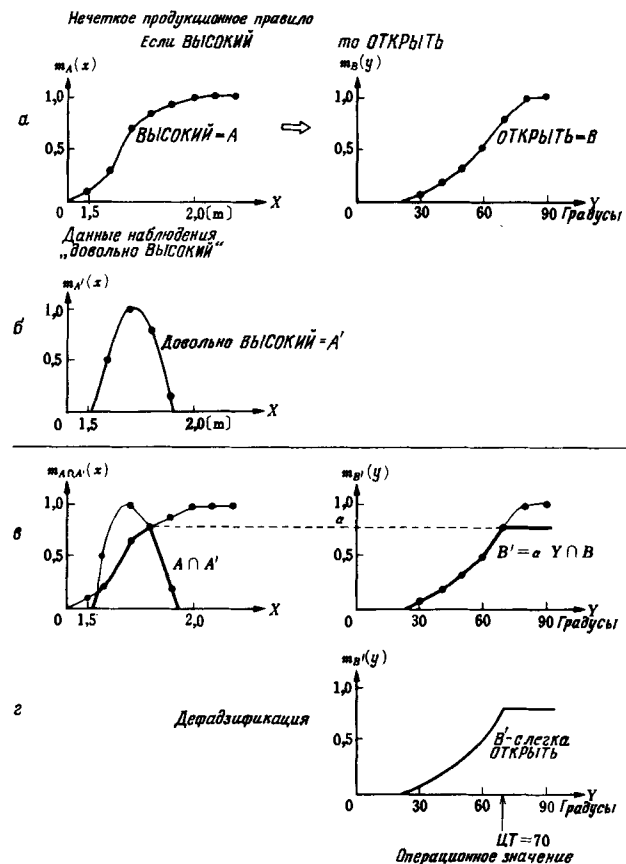 Нечеткое продукционное правило
Если ВЫСОКИЙ то ОТКРЫТЬ
а
m_A(x)
1,0
0,5
0
1,5
2,0(m)
X
ВЫСОКИЙ=A
⇨
m_B(y)
1,0
0,5
0
30
60
90
Y
Градусы
ОТКРЫТЬ=B
Данные наблюдения
„довольно ВЫСОКИЙ“
б
m_A'(x)
1,0
0,5
0
1,5
2,0(m)
X
Довольно ВЫСОКИЙ=A'
в
m_A∩A'(x)
1,0
0,5
0
1,5
2,0
X
A ∩ A'
α
m_B'(y)
1,0
0,5
0
30
60
90
Y
Градусы
B'=α Y∩B
г
Дефадзификация
m_B'(y)
1,0
0,5
0
30
60
90
Y
Градусы
B'-слегка
ОТКРЫТЬ
ЦТ=70
Операционное значение